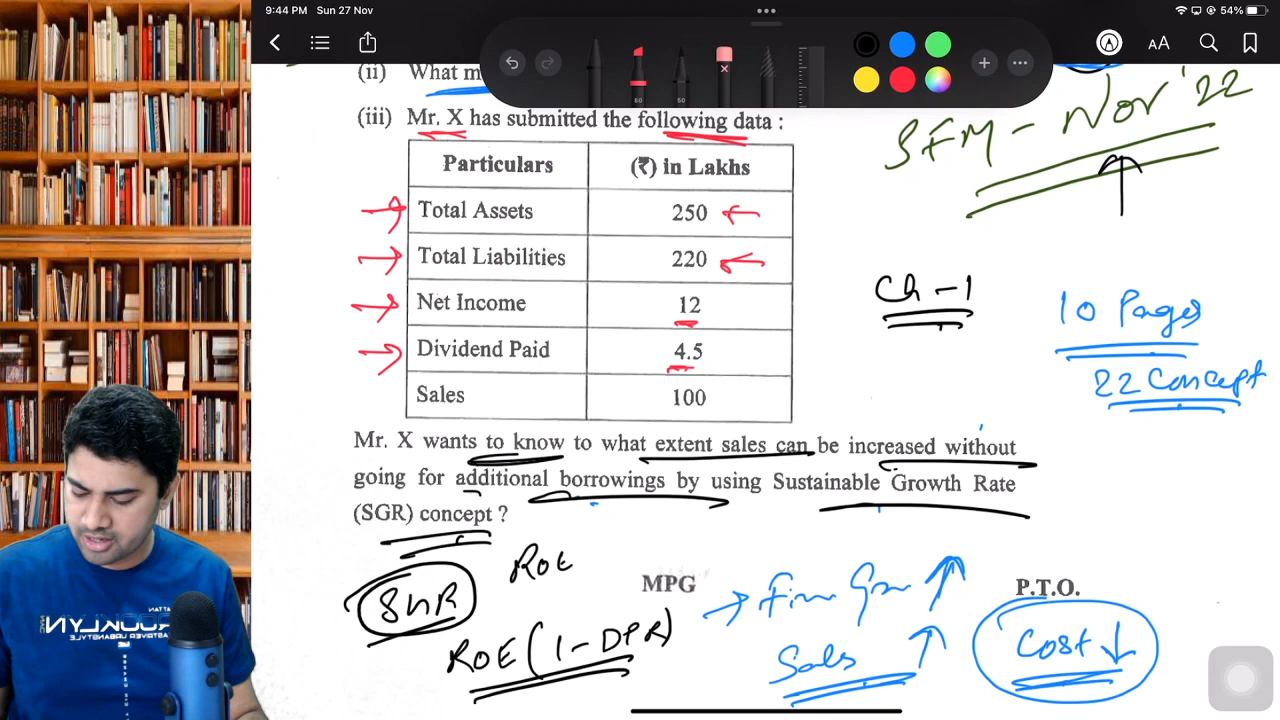 9:44 PM Sun 27 Nov
54%
AA
80
50
(ii) What m
(iii) Mr. X has submitted the following data :
Particulars (₹) in Lakhs
Total Assets 250
Total Liabilities 220
Net Income 12
Dividend Paid 4.5
Sales 100
SFM - Nov '22
Ch - 1
10 Pages
22 Concept
Mr. X wants to know to what extent sales can be increased without
going for additional borrowings by using Sustainable Growth Rate
(SGR) concept ?
MPG
P.T.O.
SGR
ROE
ROE (1 - DPR)
Sales
Cost